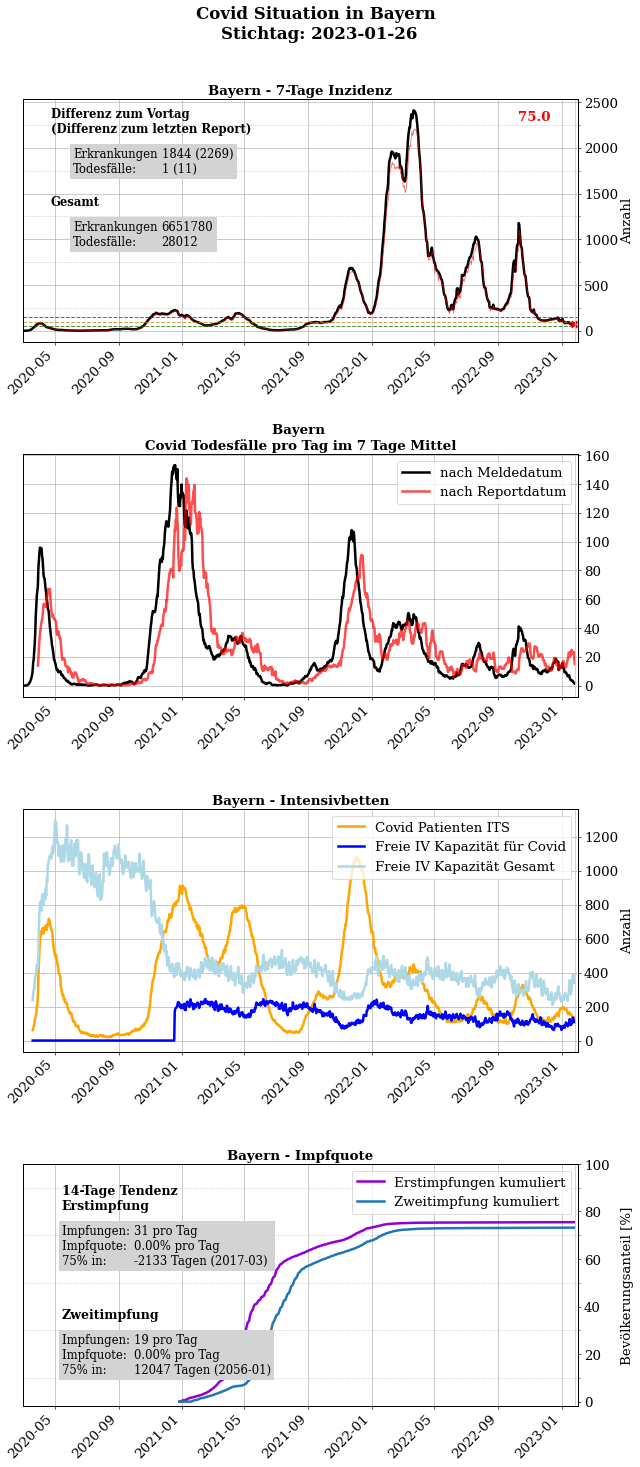 Covid Situation in Bayern
Stichtag: 2023-01-26
Bayern - 7-Tage Inzidenz
Differenz zum Vortag
(Differenz zum letzten Report)
Erkrankungen 1844 (2269)
Todesfälle: 1 (11)
Gesamt
Erkrankungen 6651780
Todesfälle: 28012
75.0
2500
2000
1500
1000
500
0
Anzahl
2020-05
2020-09
2021-01
2021-05
2021-09
2022-01
2022-05
2022-09
2023-01
Bayern
Covid Todesfälle pro Tag im 7 Tage Mittel
nach Meldedatum
nach Reportdatum
160
140
120
100
80
60
40
20
0
2020-05
2020-09
2021-01
2021-05
2021-09
2022-01
2022-05
2022-09
2023-01
Bayern - Intensivbetten
Covid Patienten ITS
Freie IV Kapazität für Covid
Freie IV Kapazität Gesamt
1200
1000
800
600
400
200
0
Anzahl
2020-05
2020-09
2021-01
2021-05
2021-09
2022-01
2022-05
2022-09
2023-01
Bayern - Impfquote
14-Tage Tendenz
Erstimpfung
Impfungen: 31 pro Tag
Impfquote: 0.00% pro Tag
75% in: -2133 Tagen (2017-03)
Zweitimpfung
Impfungen: 19 pro Tag
Impfquote: 0.00% pro Tag
75% in: 12047 Tagen (2056-01)
Erstimpfungen kumuliert
Zweitimpfung kumuliert
100
80
60
40
20
0
Bevölkerungsanteil [%]
2020-05
2020-09
2021-01
2021-05
2021-09
2022-01
2022-05
2022-09
2023-01